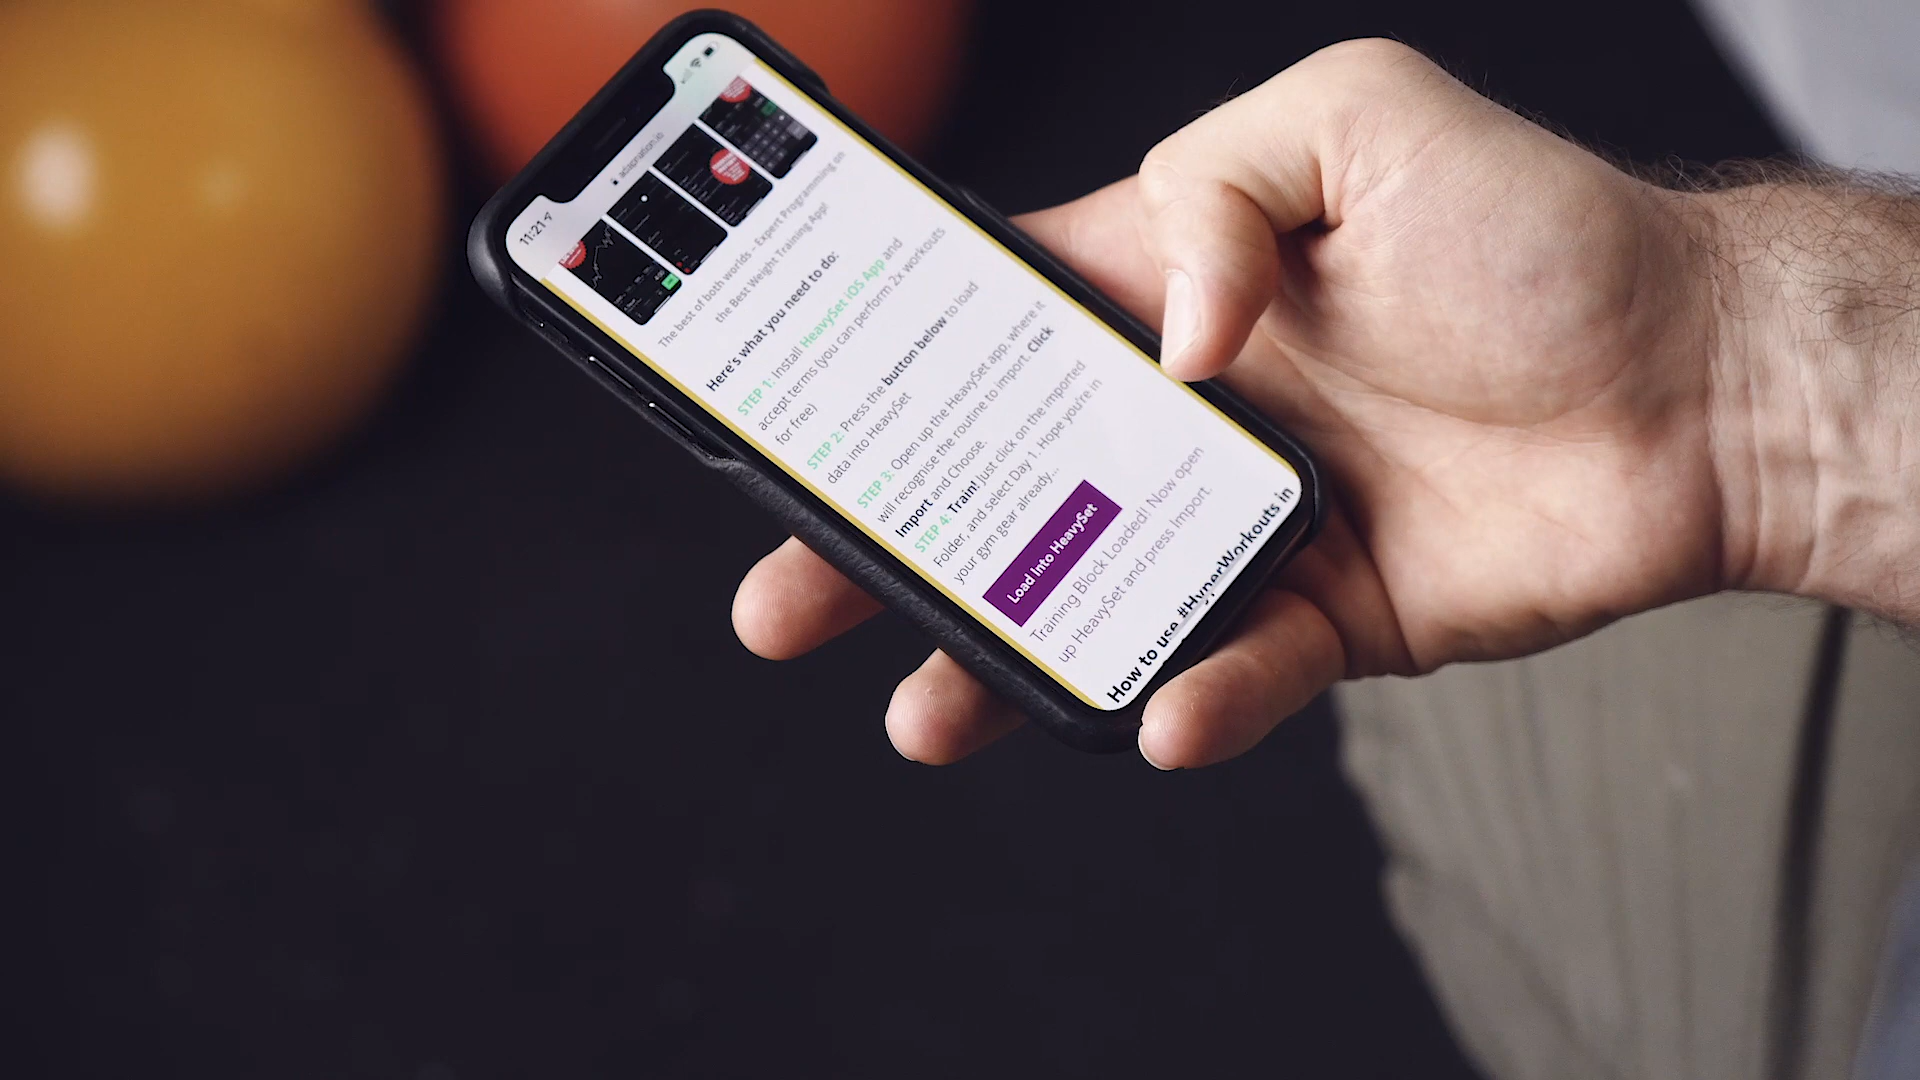 11:21
adapnation.io
The best of both worlds - Expert Programming on
the Best Weight Training App!
Here's what you need to do:
STEP 1: Install HeavySet iOS App and
accept terms (you can perform 2x workouts
for free)
STEP 2: Press the button below to load
data into HeavySet
STEP 3: Open up the HeavySet app, where it
will recognise the routine to import. Click
Import and Choose.
STEP 4: Train! Just click on the imported
Folder, and select Day 1. Hope you're in
your gym gear already...
Load Into HeavySet
Training Block Loaded! Now open
up HeavySet and press Import
How to use #HyperWorkouts in